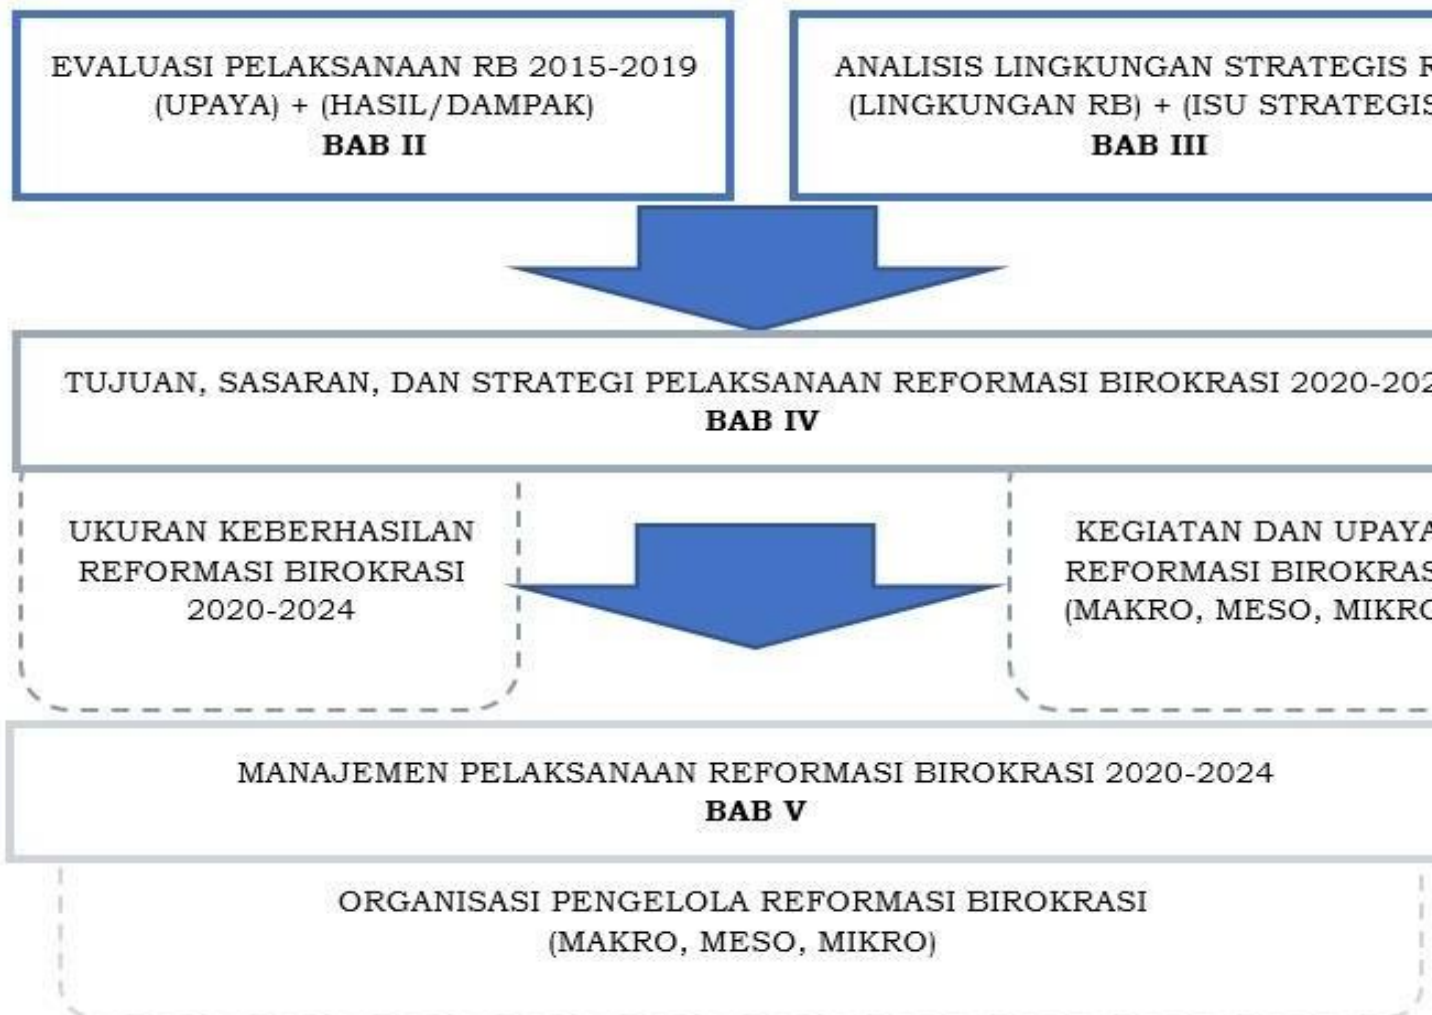 EVALUASI PELAKSANAAN RB 2015-2019
(UPAYA) + (HASIL/DAMPAK)
BAB II
ANALISIS LINGKUNGAN STRATEGIS
(LINGKUNGAN RB) + (ISU STRATEGIS
BAB III
TUJUAN, SASARAN, DAN STRATEGI PELAKSANAAN REFORMASI BIROKRASI 2020-202
BAB IV
UKURAN KEBERHASILAN
REFORMASI BIROKRASI
2020-2024
KEGIATAN DAN UPAYA
REFORMASI BIROKRAS
(MAKRO, MESO, MIKRO
MANAJEMEN PELAKSANAAN REFORMASI BIROKRASI 2020-2024
BAB V
ORGANISASI PENGELOLA REFORMASI BIROKRASI
(MAKRO, MESO, MIKRO)